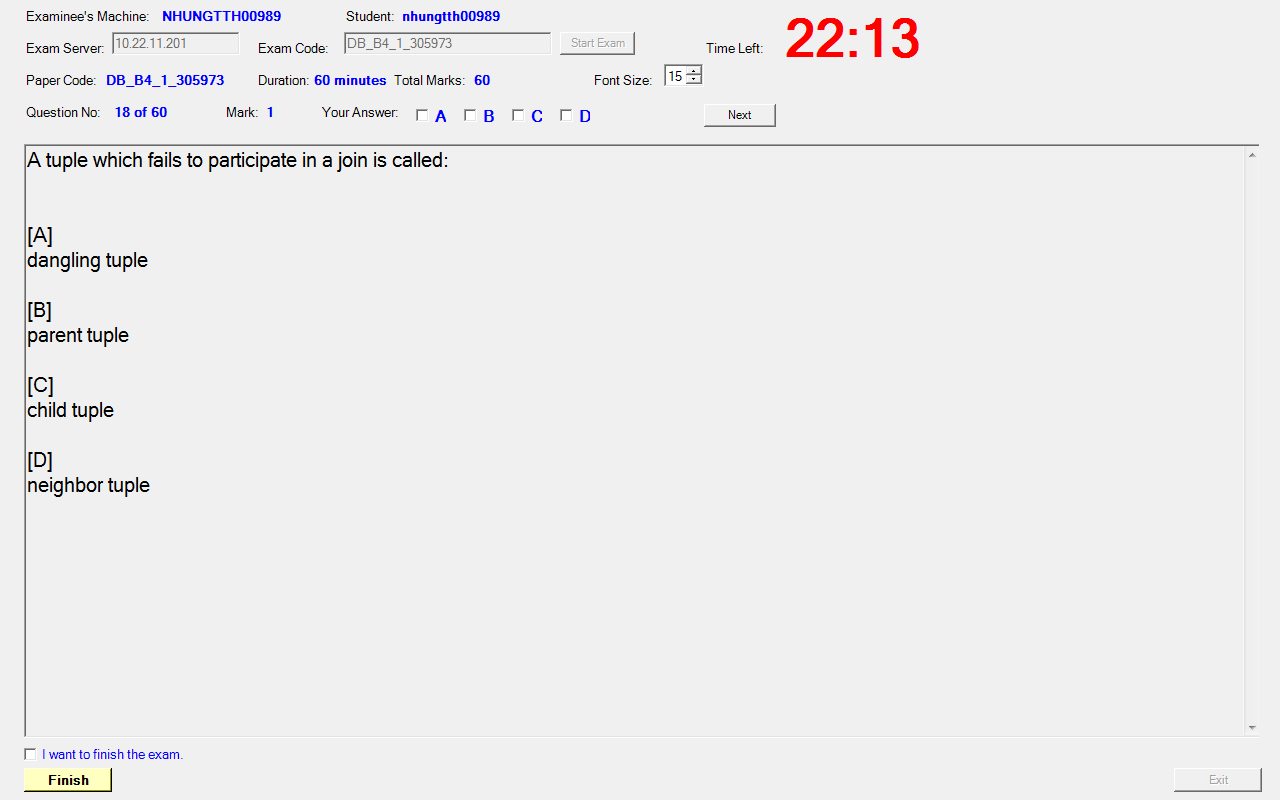 Examinee's Machine: NHUNGTTH00989 Student: nhungtth00989
Exam Server: 10.22.11.201 Exam Code: DB_B4_1_305973 Start Exam Time Left: 22:13
Paper Code: DB_B4_1_305973 Duration: 60 minutes Total Marks: 60 Font Size: 15
Question No: 18 of 60 Mark: 1 Your Answer: A B C D Next
A tuple which fails to participate in a join is called:
[A]
dangling tuple
[B]
parent tuple
[C]
child tuple
[D]
neighbor tuple
I want to finish the exam.
Finish Exit